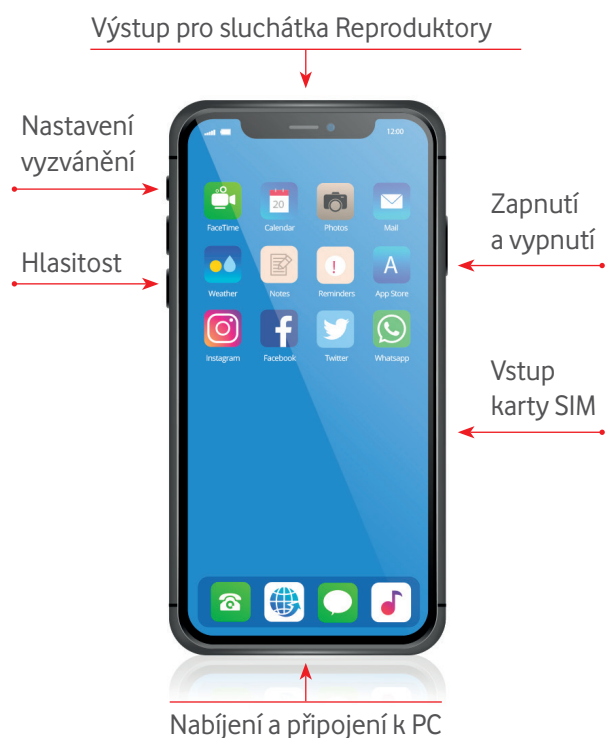 Výstup pro sluchátka Reproduktory
Nastavení
vyzvánění
Hlasitost
Zapnutí
a vypnutí
Vstup
karty SIM
12:00
20
FaceTime Calendar Photos Mail
A
Weather Notes Reminders App Store
Instagram Facebook Twitter Whatsapp
Nabíjení a připojení k PC